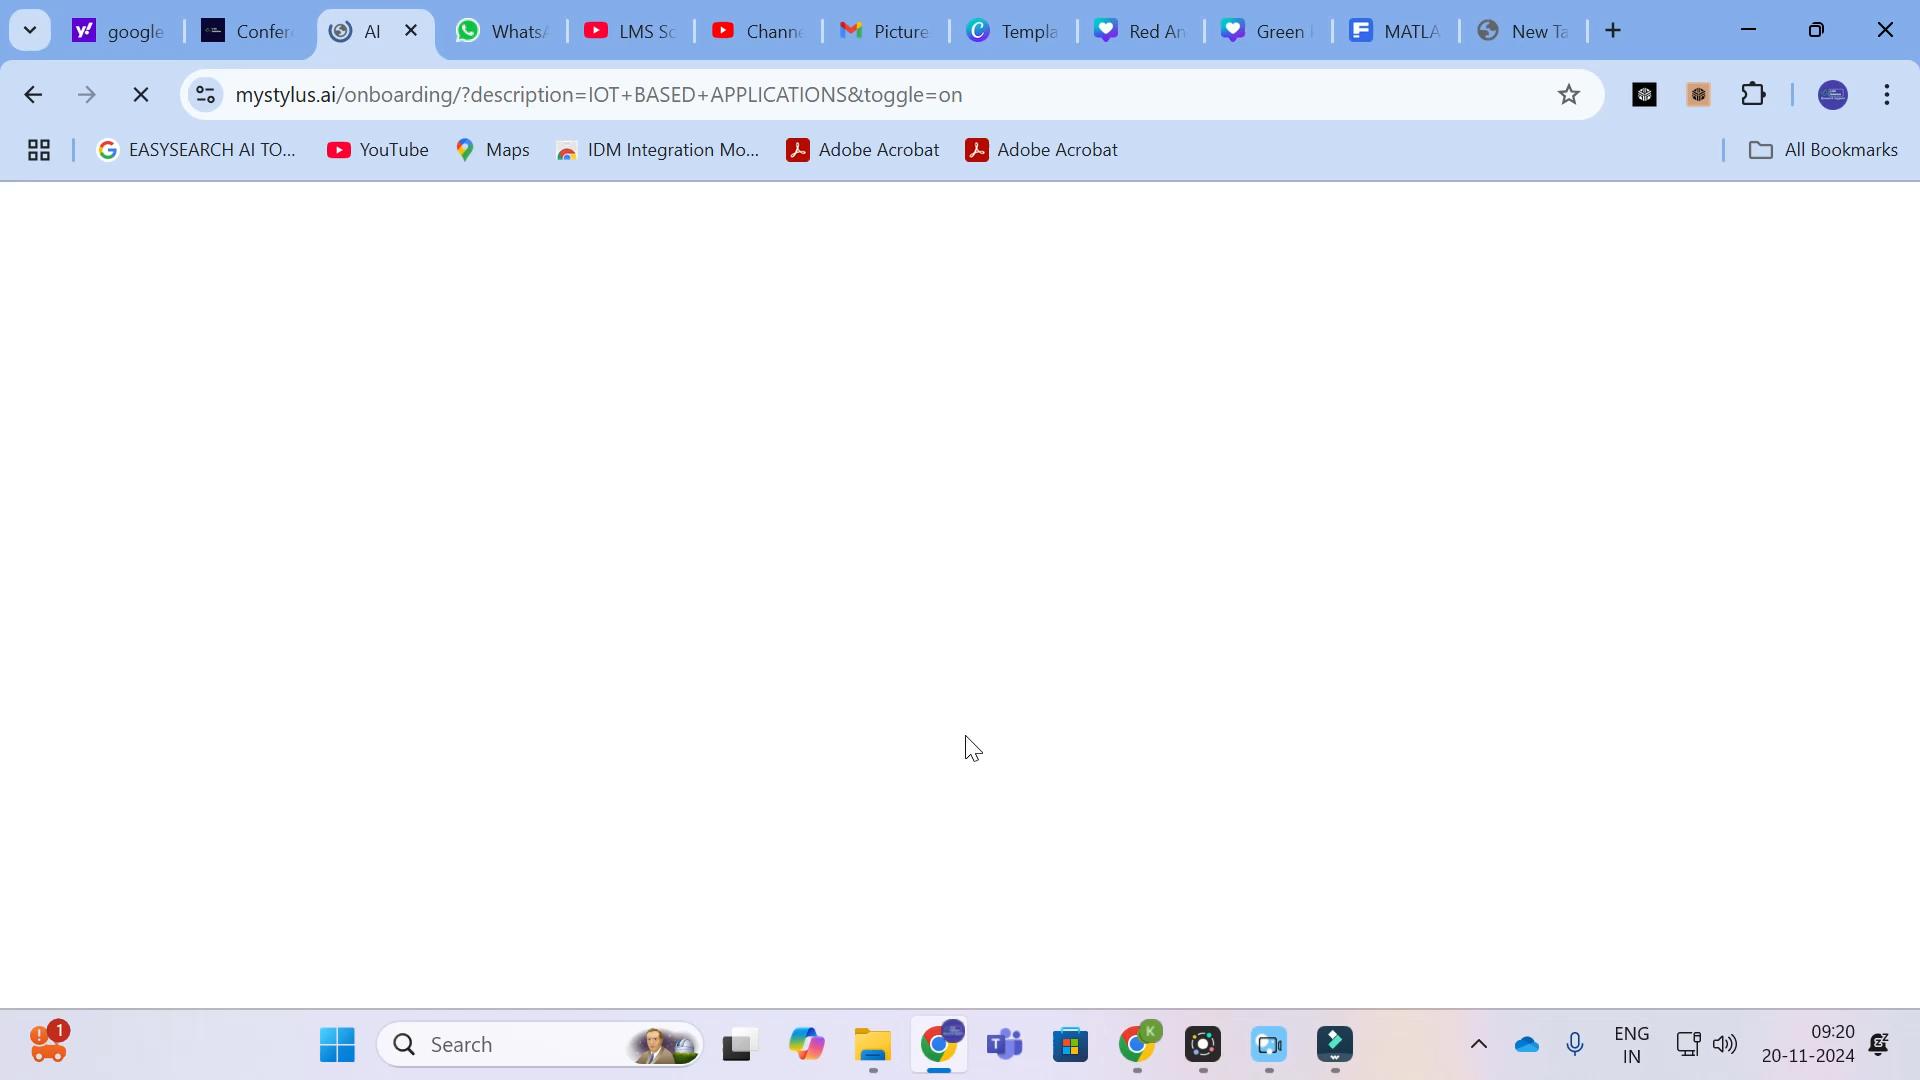 google
Confer
AI
WhatsA
LMS Sc
Channe
Picture
Templa
Red An
Green
MATLA
New Ta
mystylus.ai/onboarding/?description=IOT+BASED+APPLICATIONS&toggle=on
EASYSEARCH AI TO...
YouTube
Maps
IDM Integration Mo...
Adobe Acrobat
Adobe Acrobat
All Bookmarks
1
Search
K
ENG
IN
09:20
20-11-2024